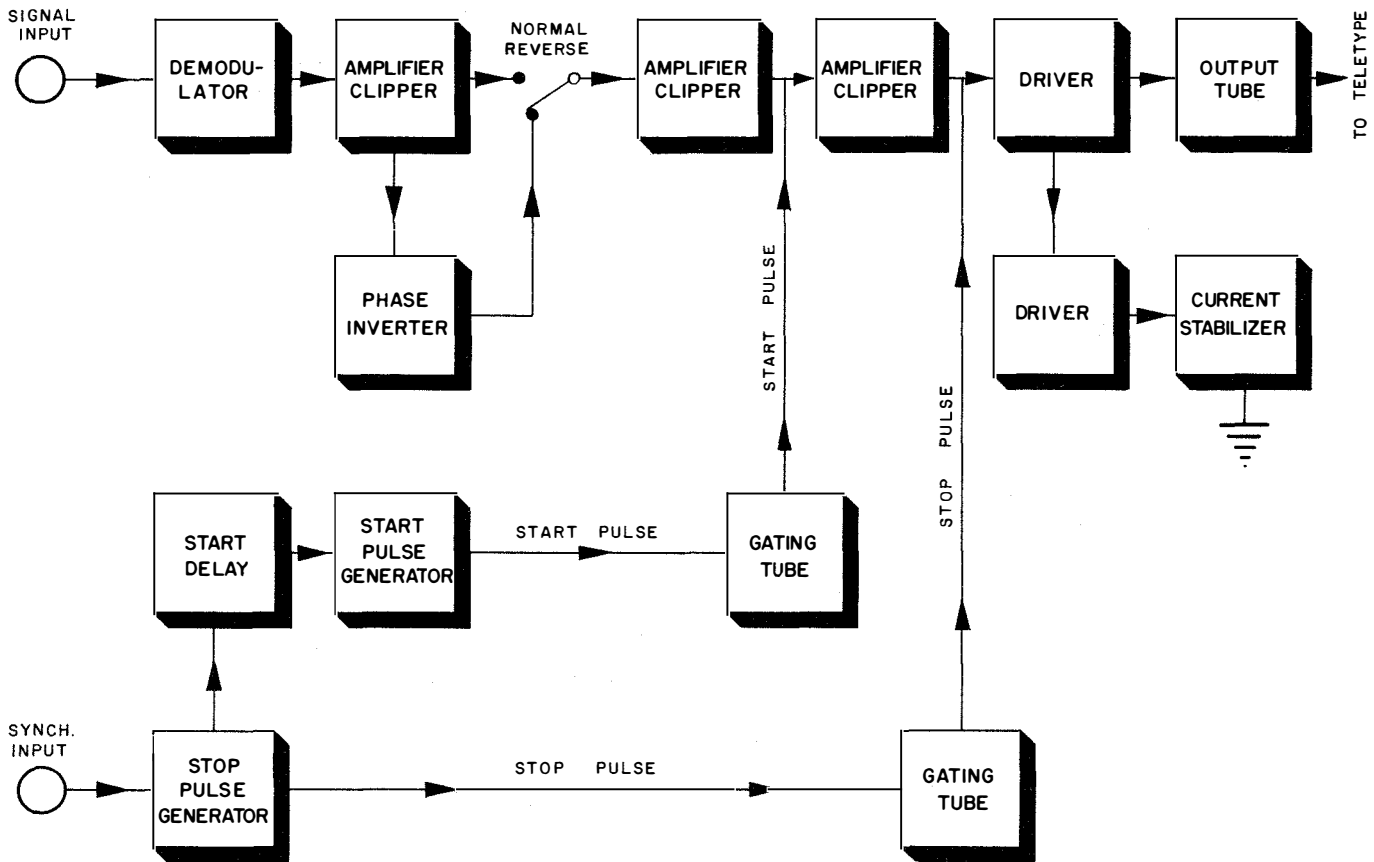 SIGNAL
INPUT
DEMODU-
LATOR
AMPLIFIER
CLIPPER
NORMAL
REVERSE
AMPLIFIER
CLIPPER
AMPLIFIER
CLIPPER
DRIVER
OUTPUT
TUBE
TO TELETYPE
PHASE
INVERTER
START PULSE
STOP PULSE
DRIVER
CURRENT
STABILIZER
START
DELAY
START
PULSE
GENERATOR
START PULSE
GATING
TUBE
SYNCH.
INPUT
STOP
PULSE
GENERATOR
STOP PULSE
GATING
TUBE